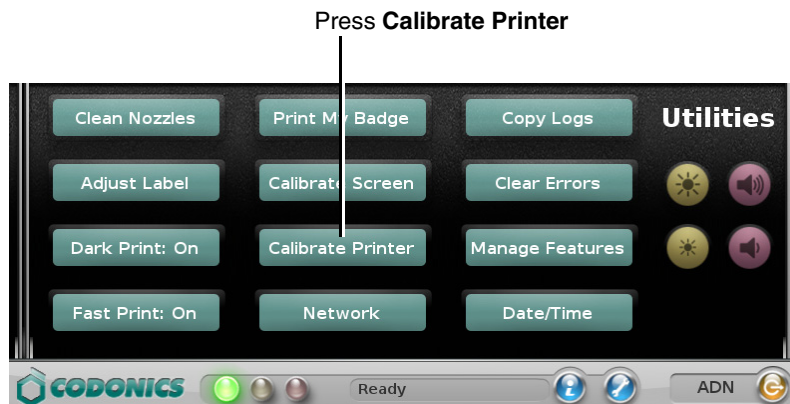 Press Calibrate Printer
Clean Nozzles
Print My Badge
Copy Logs
Utilities
Adjust Label
Calibrate Screen
Clear Errors
Dark Print: On
Calibrate Printer
Manage Features
Fast Print: On
Network
Date/Time
CODONICS
Ready
ADN